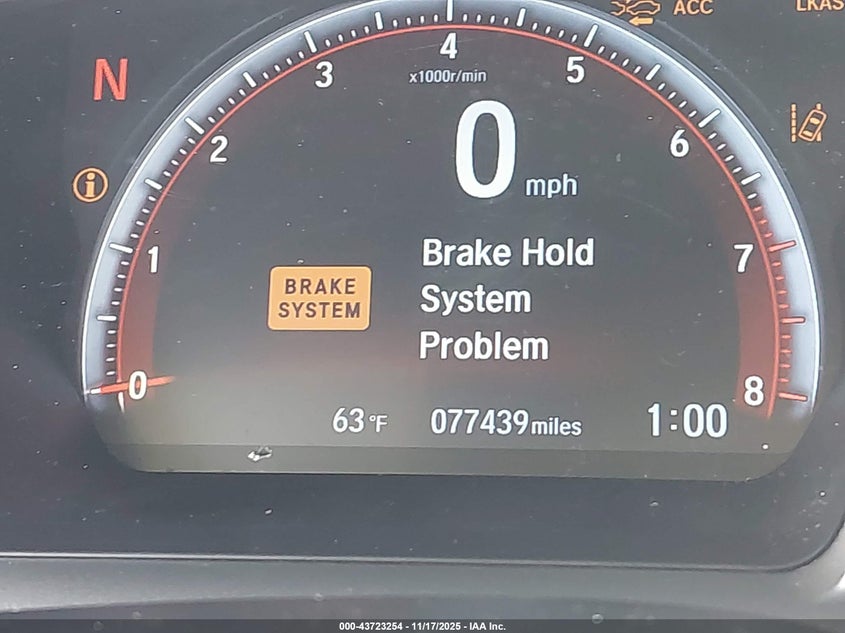 ACC
LKAS
N
4
3
5
x1000r/min
2
6
0 mph
1
7
Brake Hold
System
Problem
BRAKE
SYSTEM
0
8
63°F
077439 miles
1:00
000-43723254 - 11/17/2025 - IAA Inc.